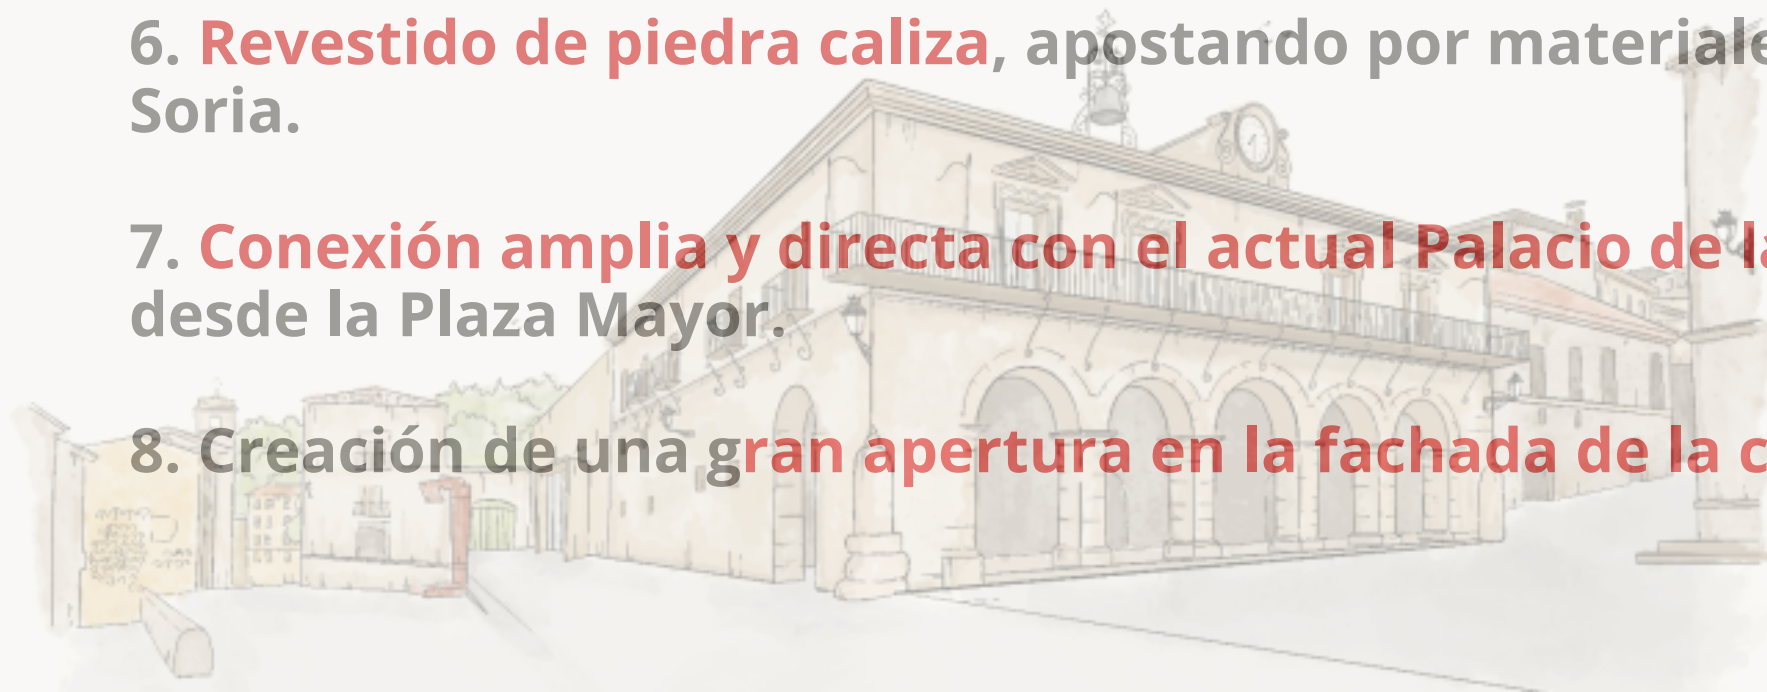 6. Revestido de piedra caliza, apostando por
Soria.
7. Conexión amplia y directa con el actual Palacio de
desde la Plaza Mayor.
8. Creación de una gran apertura en la fachada de la